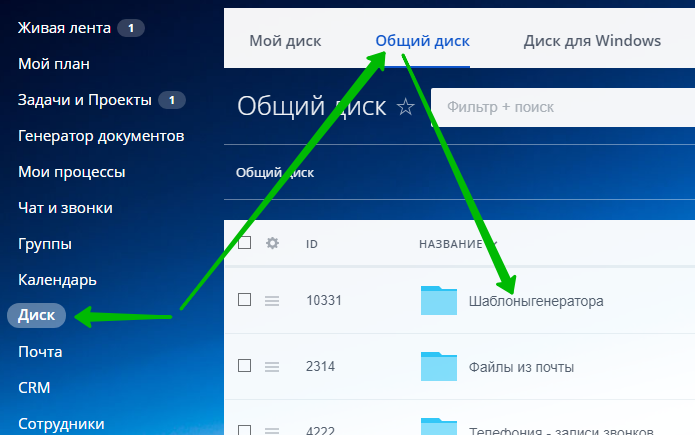 Живая лента 1
Мой план
Задачи и Проекты 1
Генератор документов
Мои процессы
Чат и звонки
Группы
Календарь
Диск
Почта
CRM
Сотрудники
Мой диск Общий диск Диск для Windows
Общий диск Фильтр + поиск
Общий диск
ID НАЗВАНИЕ
10331 Шаблоныгенератора
2314 Файлы из почты
4222 Телефония - записи звонков